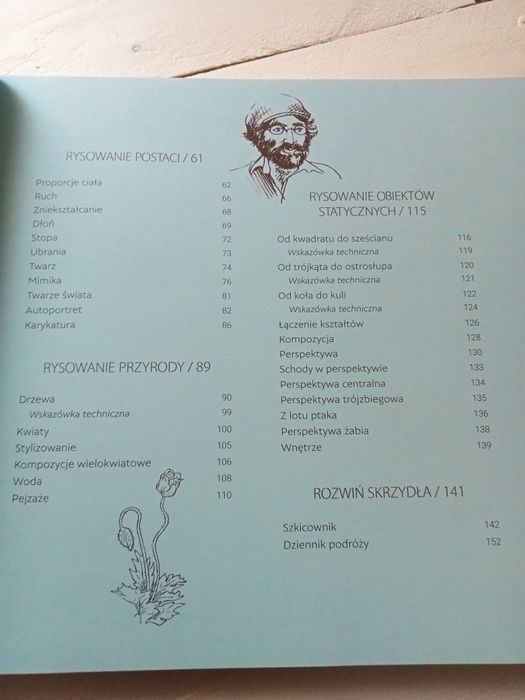 RYSOWANIE POSTACI / 61
Proporcje ciała 62
Ruch 66
Zniekształcanie 68
Dłoń 69
Stopa 72
Ubrania 73
Twarz 74
Mimika 76
Twarze świata 81
Autoportret 82
Karykatura 86
RYSOWANIE PRZYRODY / 89
Drzewa 90
Wskazówka techniczna 99
Kwiaty 100
Stylizowanie 105
Kompozycje wielokwiatowe 106
Woda 108
Pejzaże 110
RYSOWANIE OBIEKTÓW
STATYCZNYCH / 115
Od kwadratu do sześcianu 116
Wskazówka techniczna 119
Od trójkąta do ostrosłupa 120
Wskazówka techniczna 121
Od koła do kuli 122
Wskazówka techniczna 124
Łączenie kształtów 126
Kompozycja 128
Perspektywa 130
Schody w perspektywie 133
Perspektywa centralna 134
Perspektywa trójzbiegowa 135
Z lotu ptaka 136
Perspektywa żabia 138
Wnętrze 139
ROZWIŃ SKRZYDŁA / 141
Szkicownik 142
Dziennik podróży 152